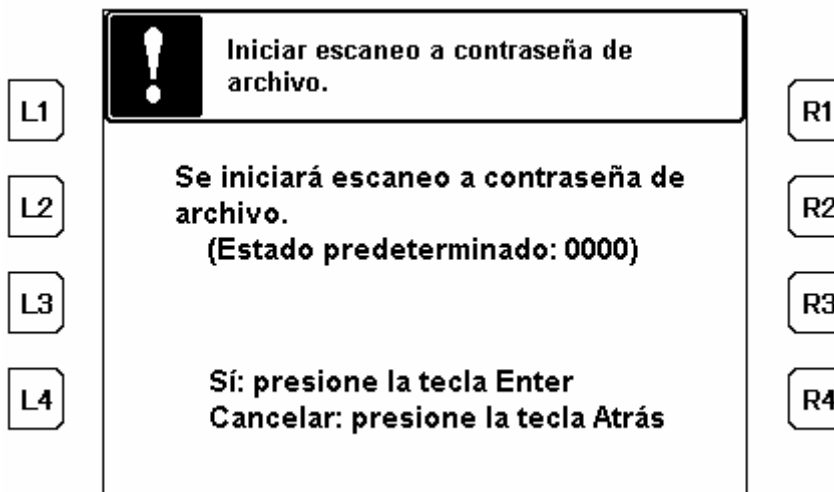 Iniciar escaneo a contraseña de
archivo.
L1
R1
Se iniciará escaneo a contraseña de
archivo.
(Estado predeterminado: 0000)
L2
R2
L3
R3
Sí: presione la tecla Enter
Cancelar: presione la tecla Atrás
L4
R4